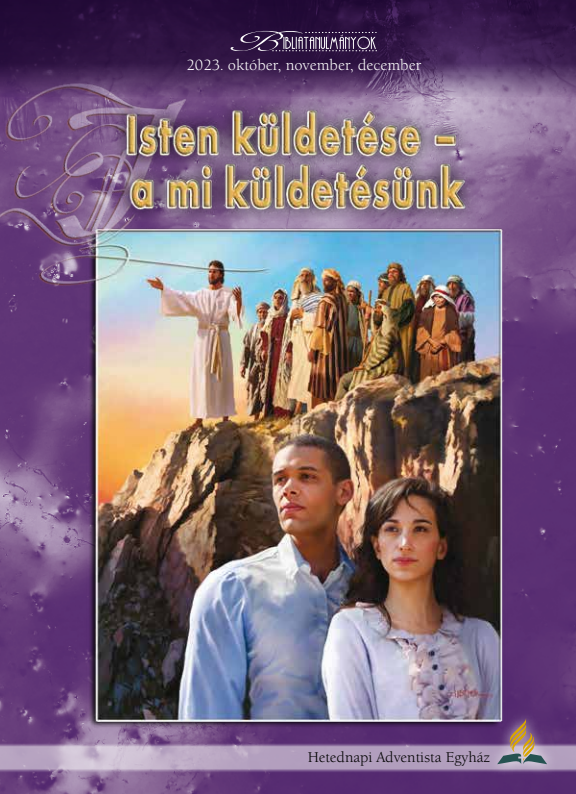 BIBLIATANULMÁNYOK
2023. október, november, december
Isten küldetése –
a mi küldetésünk
Hetednapi Adventista Egyház